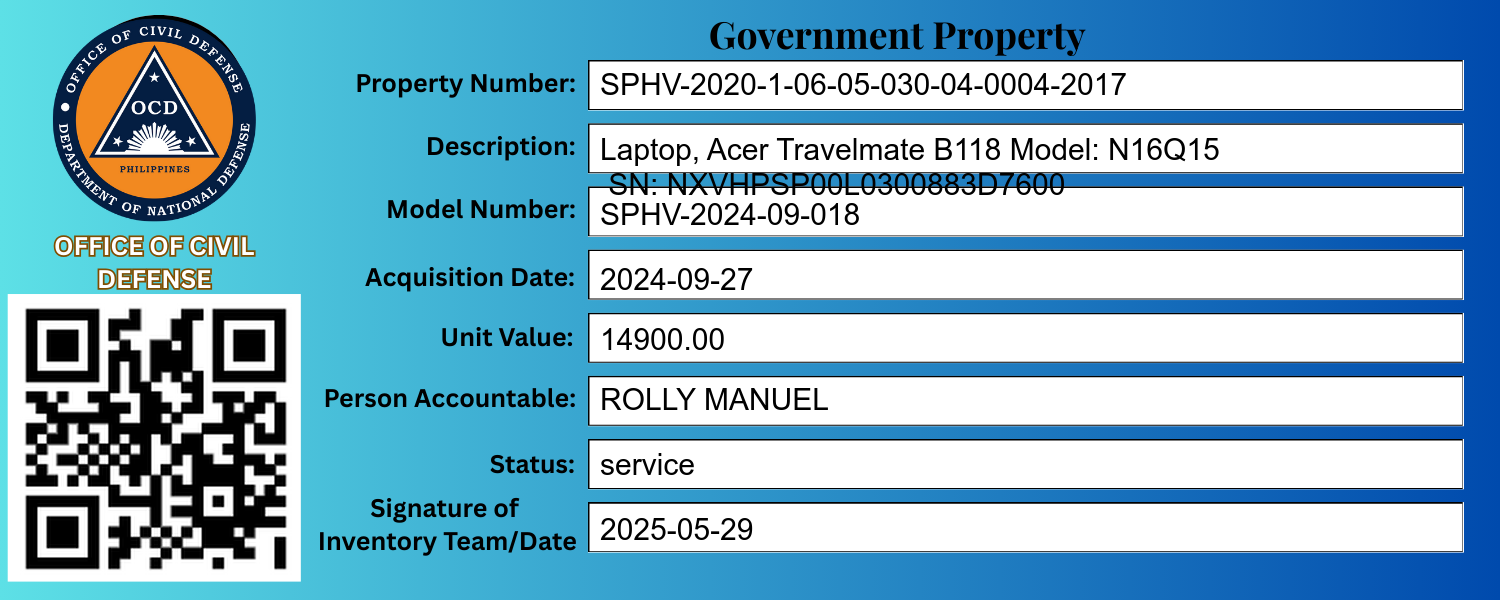 OFFICE OF CIVIL DEFENSE
DEPARTMENT OF NATIONAL DEFENSE
OCD
PHILIPPINES
OFFICE OF CIVIL
DEFENSE
Government Property
Property Number: SPHV-2020-1-06-05-030-04-0004-2017
Description: Laptop, Acer Travelmate B118 Model: N16Q15
SN: NXVHPSP00L0300883D7600
Model Number: SPHV-2024-09-018
Acquisition Date: 2024-09-27
Unit Value: 14900.00
Person Accountable: ROLLY MANUEL
Status: service
Signature of
Inventory Team/Date 2025-05-29